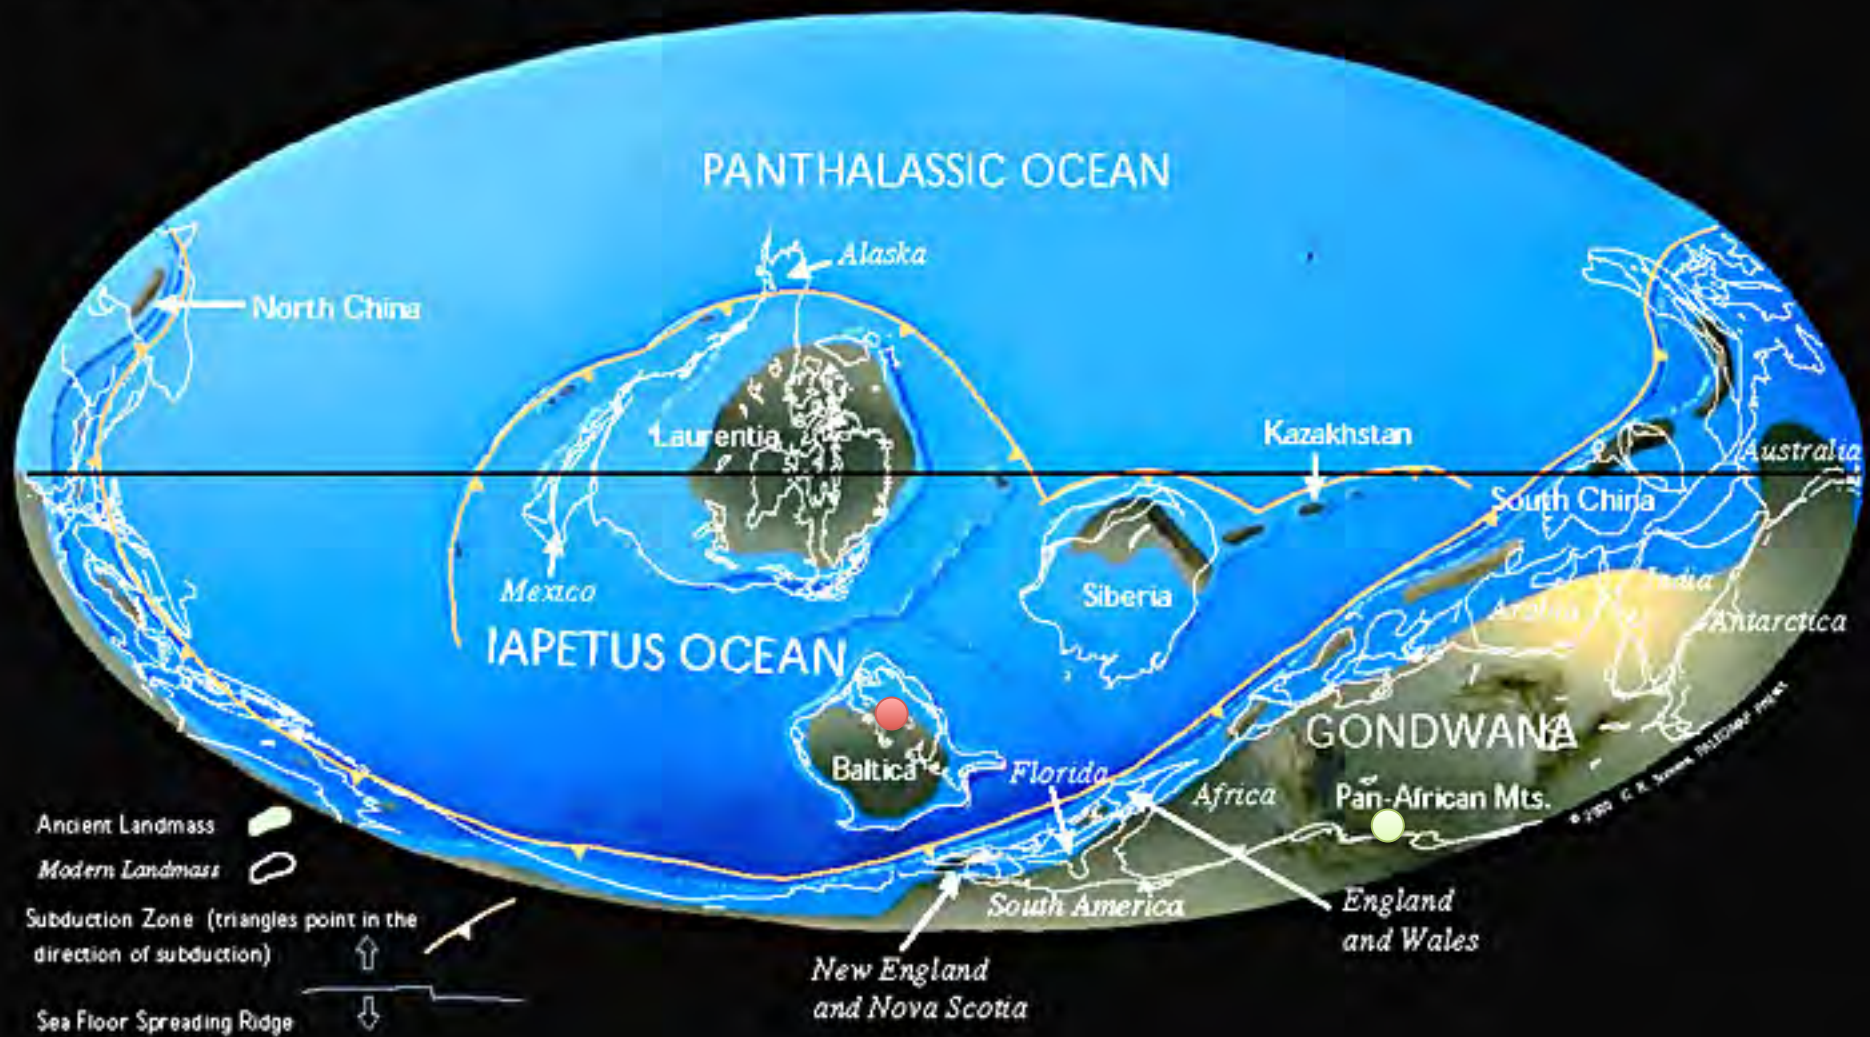 PANTHALASSIC OCEAN
Alaska
North China
Laurentia
Kazakhstan
Australia
South China
Mexico
Siberia
India
Arabia
Antarctica
IAPETUS OCEAN
GONDWANA
Baltica
Florida
Africa
Pan-African Mts.
Ancient Landmass
Modern Landmass
South America
England
and Wales
Subduction Zone (triangles point in the
direction of subduction)
New England
and Nova Scotia
Sea Floor Spreading Ridge